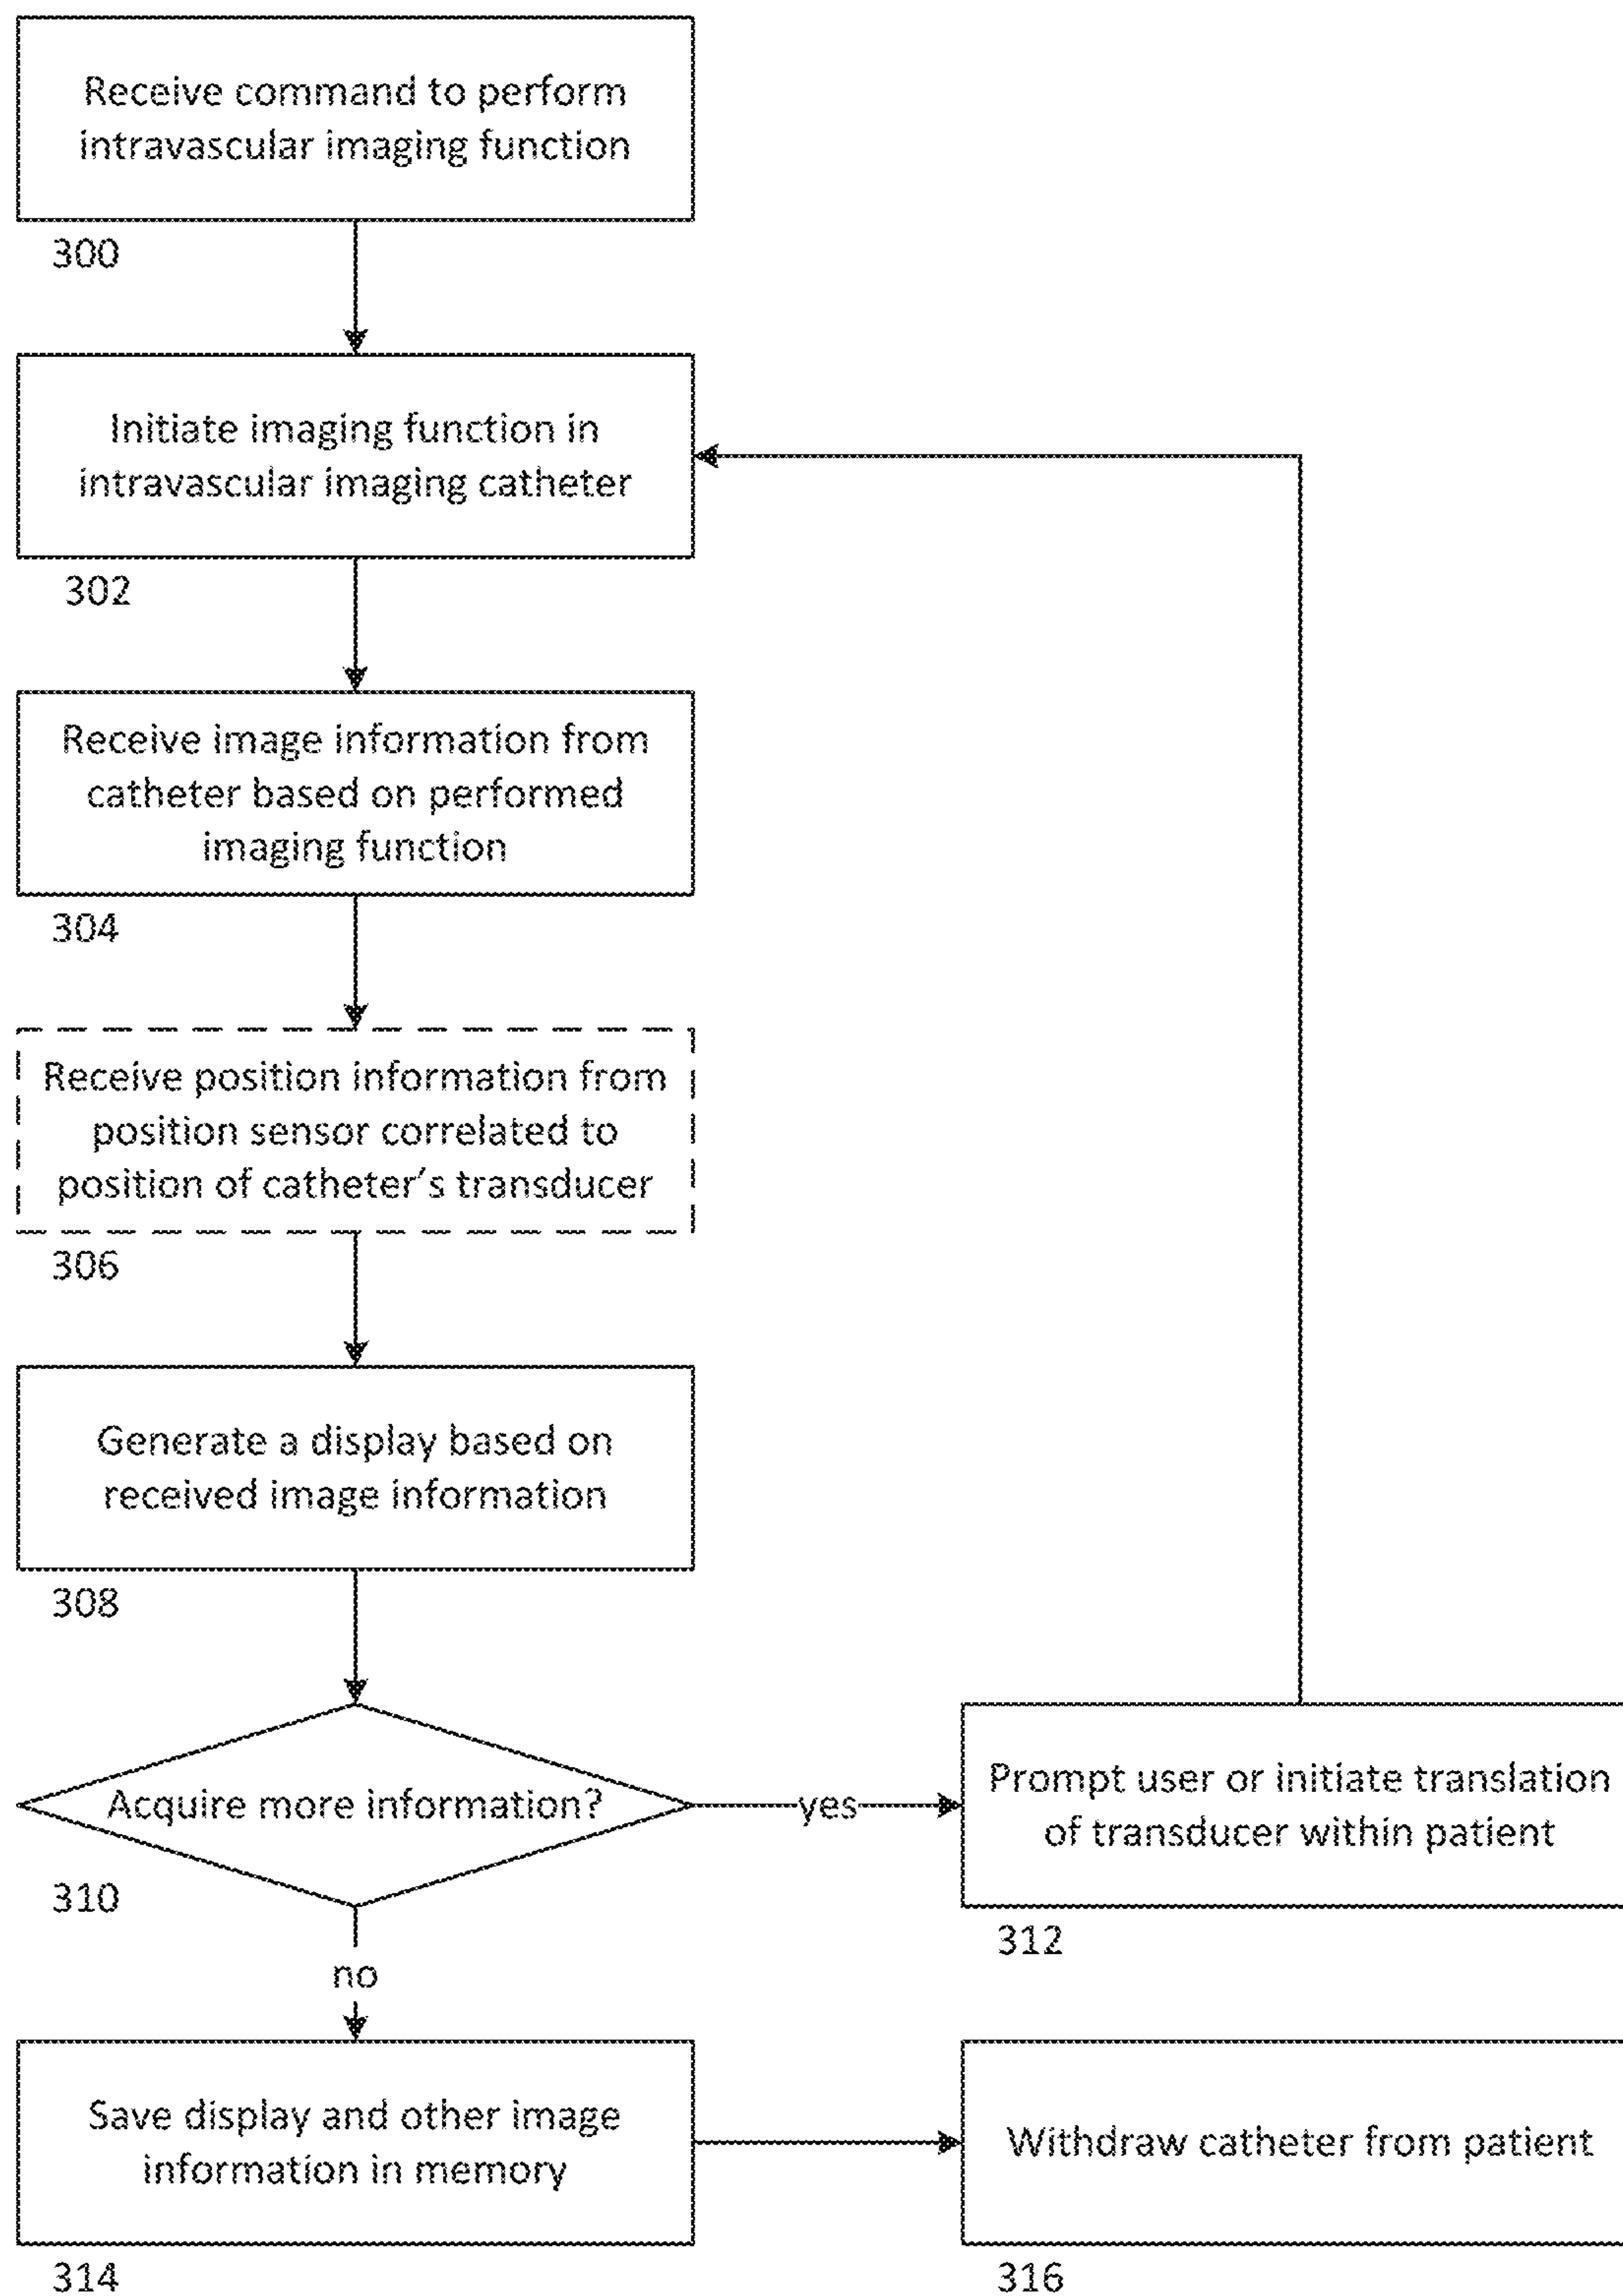 Receive command to perform
intravascular imaging function
300
Initiate imaging function in
intravascular imaging catheter
302
Receive image information from
catheter based on performed
imaging function
304
Receive position information from
position sensor correlated to
position of catheter's transducer
306
Generate a display based on
received image information
308
Acquire more information?
310
yes
Prompt user or initiate translation
of transducer within patient
312
no
Save display and other image
information in memory
314
Withdraw catheter from patient
316